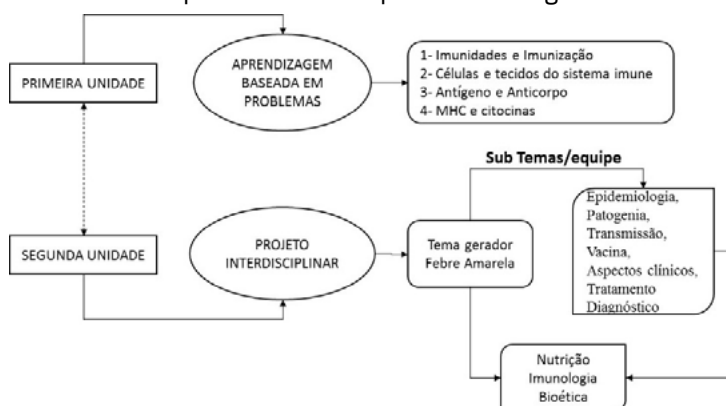 PRIMEIRA UNIDADE
APRENDIZAGEM
BASEADA EM
PROBLEMAS
1- Imunidades e Imunização
2- Células e tecidos do sistema imune
3- Antígeno e Anticorpo
4- MHC e citocinas
Sub Temas/equipe
SEGUNDA UNIDADE
PROJETO
INTERDISCIPLINAR
Tema gerador
Febre Amarela
Epidemiologia,
Patogenia,
Transmissão,
Vacina,
Aspectos clínicos,
Tratamento
Diagnóstico
Nutrição
Imunologia
Bioética